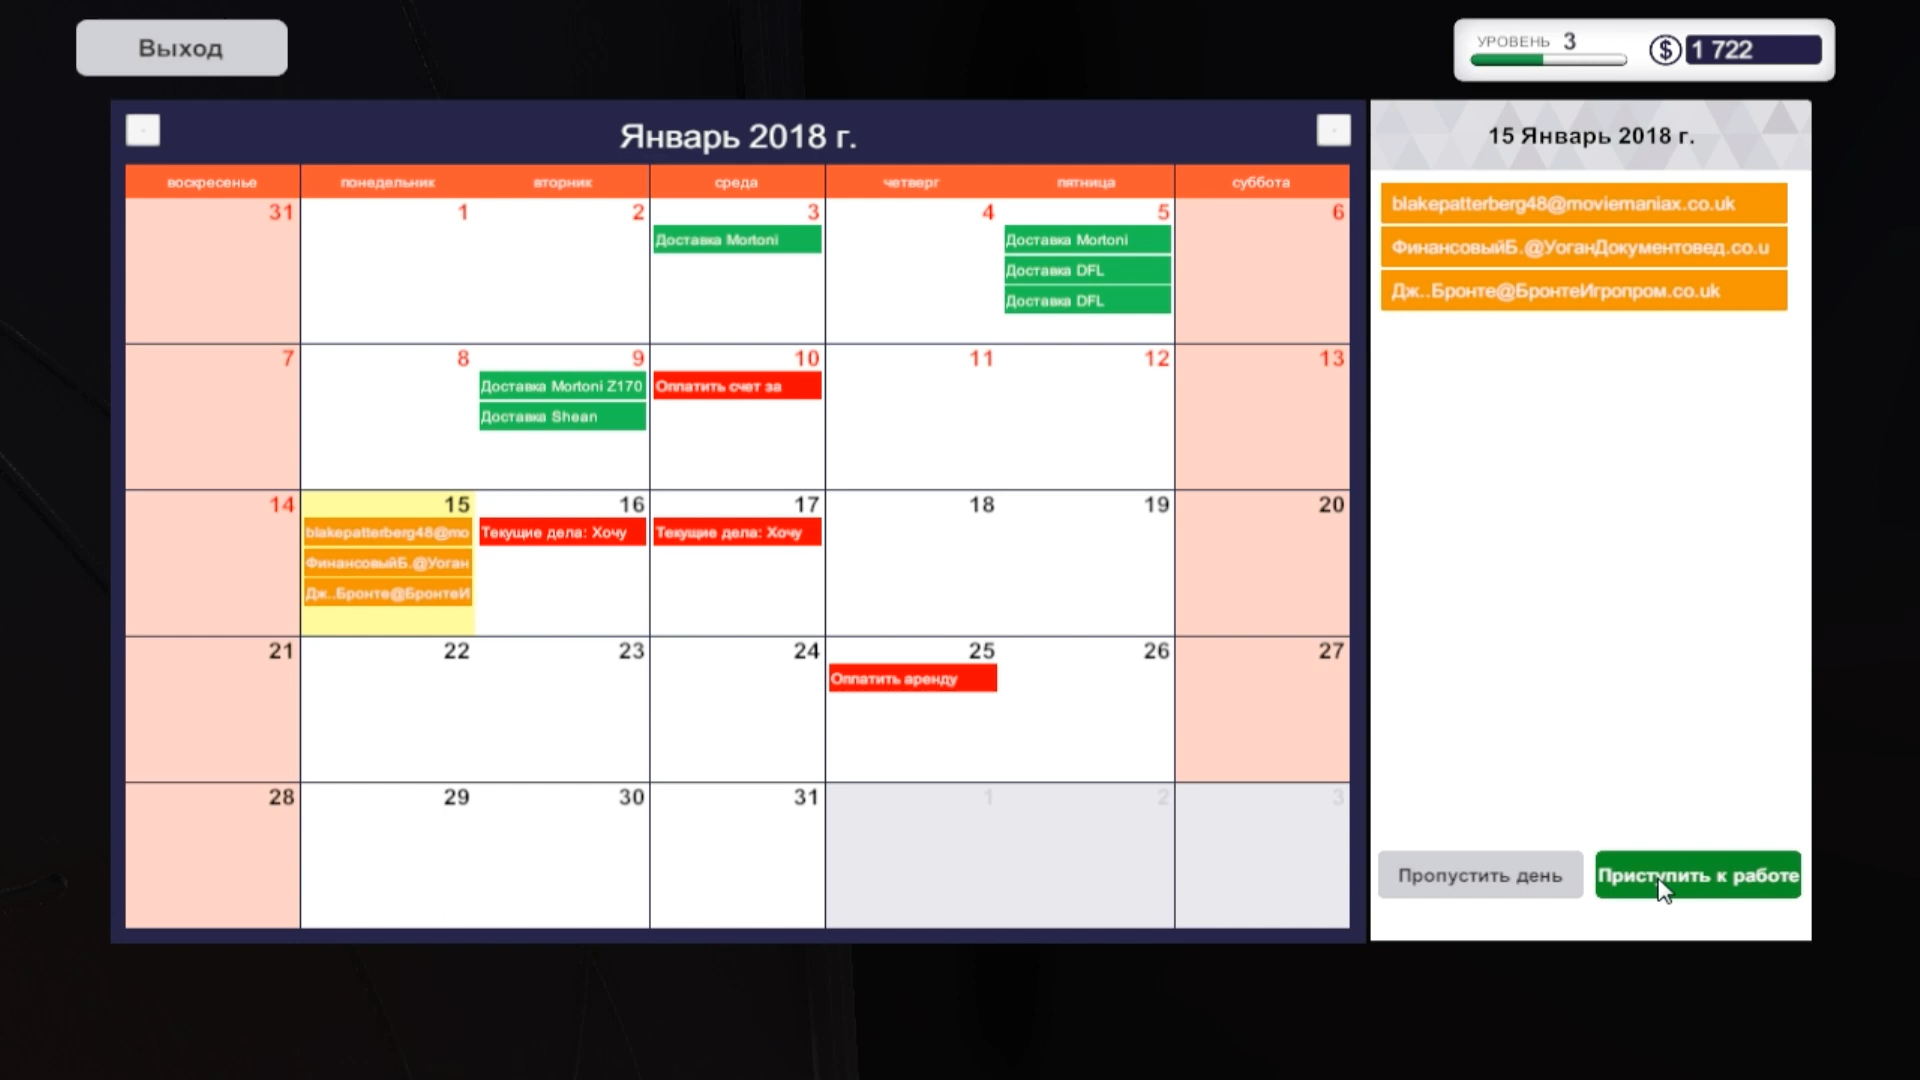 Выход
УРОВЕНЬ 3
$ 1 722
Январь 2018 г.
воскресенье понедельник вторник среда четверг пятница суббота
31 1 2 3 4 5 6
Доставка Mortoni
Доставка Mortoni
Доставка DFL
Доставка DFL
7 8 9 10 11 12 13
Доставка Mortoni Z170
Доставка Shean
Оплатить счет за
14 15 16 17 18 19 20
blakepatterberg48@mo
ФинансовыйБ.@Уоган
Дж..Бронте@БронтеИ
Текущие дела: Хочу
Текущие дела: Хочу
21 22 23 24 25 26 27
Оплатить аренду
28 29 30 31 1 2 3
15 Январь 2018 г.
blakepatterberg48@moviemaniax.co.uk
ФинансовыйБ.@УоганДокументовед.co.u
Дж..Бронте@БронтеИгропром.co.uk
Пропустить день
Приступить к работе